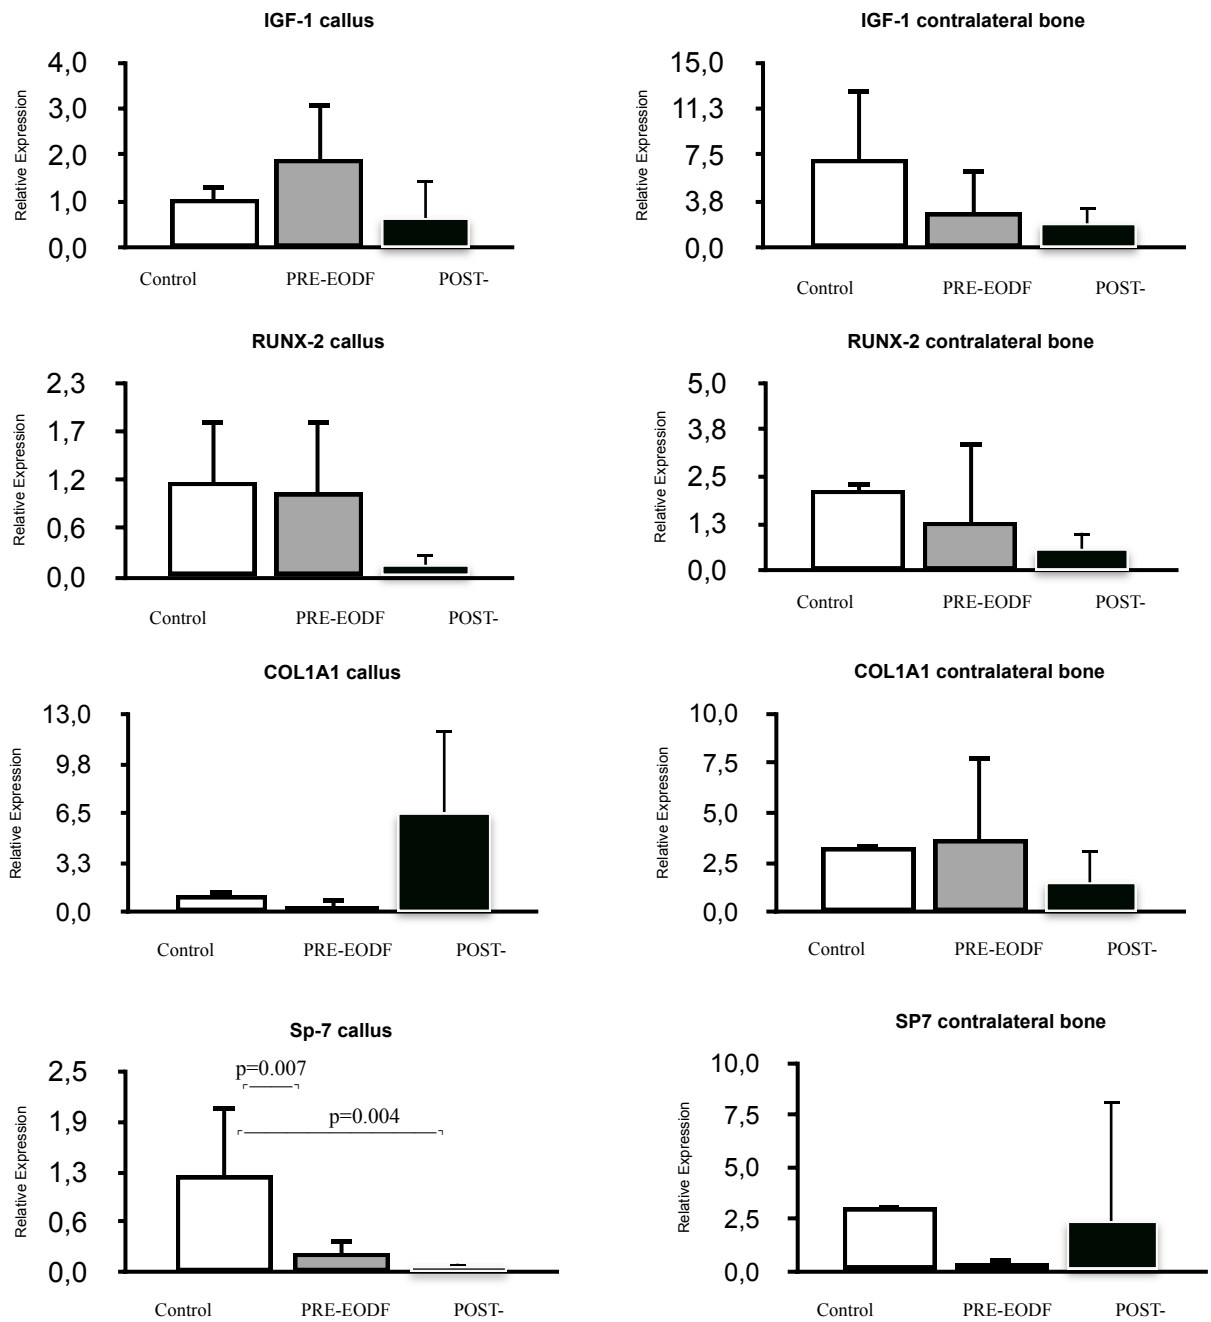 IGF-1 callus
Relative Expression
4,0
3,0
2,0
1,0
0,0
Control PRE-EODF POST-
IGF-1 contralateral bone
Relative Expression
15,0
11,3
7,5
3,8
0,0
Control PRE-EODF POST-
RUNX-2 callus
Relative Expression
2,3
1,7
1,2
0,6
0,0
Control PRE-EODF POST-
RUNX-2 contralateral bone
Relative Expression
5,0
3,8
2,5
1,3
0,0
Control PRE-EODF POST-
COL1A1 callus
Relative Expression
13,0
9,8
6,5
3,3
0,0
Control PRE-EODF POST-
COL1A1 contralateral bone
Relative Expression
10,0
7,5
5,0
2,5
0,0
Control PRE-EODF POST-
Sp-7 callus
Relative Expression
2,5
1,9
1,3
0,6
0,0
p=0.007
p=0.004
Control PRE-EODF POST-
SP7 contralateral bone
Relative Expression
10,0
7,5
5,0
2,5
0,0
Control PRE-EODF POST-